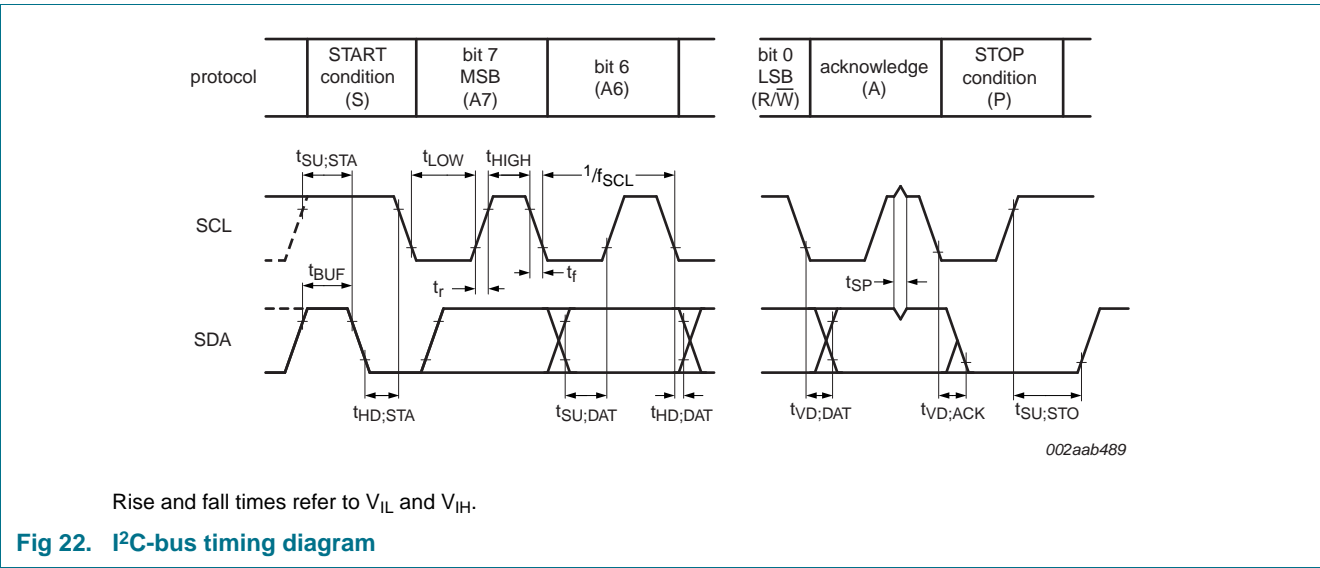 protocol
START
condition
(S)
bit 7
MSB
(A7)
bit 6
(A6)
bit 0
LSB
(R/W̅)
acknowledge
(A)
STOP
condition
(P)
tSU;STA
tLOW
tHIGH
1/fSCL
SCL
tBUF
tr
tf
tSP
SDA
tHD;STA
tSU;DAT
tHD;DAT
tVD;DAT
tVD;ACK
tSU;STO
002aab489
Rise and fall times refer to VIL and VIH.
Fig 22. I²C-bus timing diagram